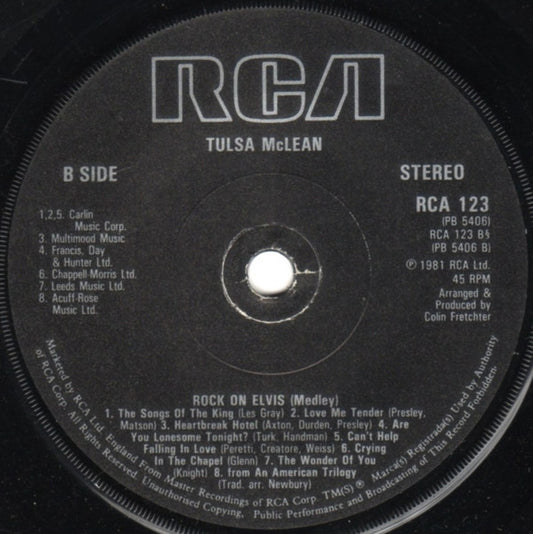 RCA
TULSA McLEAN
B SIDE
STEREO
1,2,5. Carlin
Music Corp.
3. Multimood Music
4. Francis, Day
& Hunter Ltd.
6. Chappell-Morris Ltd.
7. Leeds Music Ltd.
8. Acuff-Rose
Music Ltd.
RCA 123
(PB 5406)
RCA 123 B§
(PB 5406 B)
℗ 1981 RCA Ltd.
45 RPM
Arranged &
Produced by
Colin Fretchter
ROCK ON ELVIS (Medley)
1. The Songs Of The King (Les Gray) 2. Love Me Tender (Presley,
Matson) 3. Heartbreak Hotel (Axton, Durden, Presley) 4. Are
You Lonesome Tonight? (Turk, Handman) 5. Can't Help
Falling In Love (Peretti, Creatore, Weiss) 6. Crying
In The Chapel (Glenn) 7. The Wonder Of You
(Knight) 8. from An American Trilogy
(Trad. arr. Newbury)
Marketed by RCA Ltd. England From Master Recordings of RCA Corp. TM(S)® Marca(s) Registrada(s) Used by Authority
of RCA Corp. All Rights Reserved. Unauthorised Copying, Public Performance and Broadcasting of This Record Forbidden.